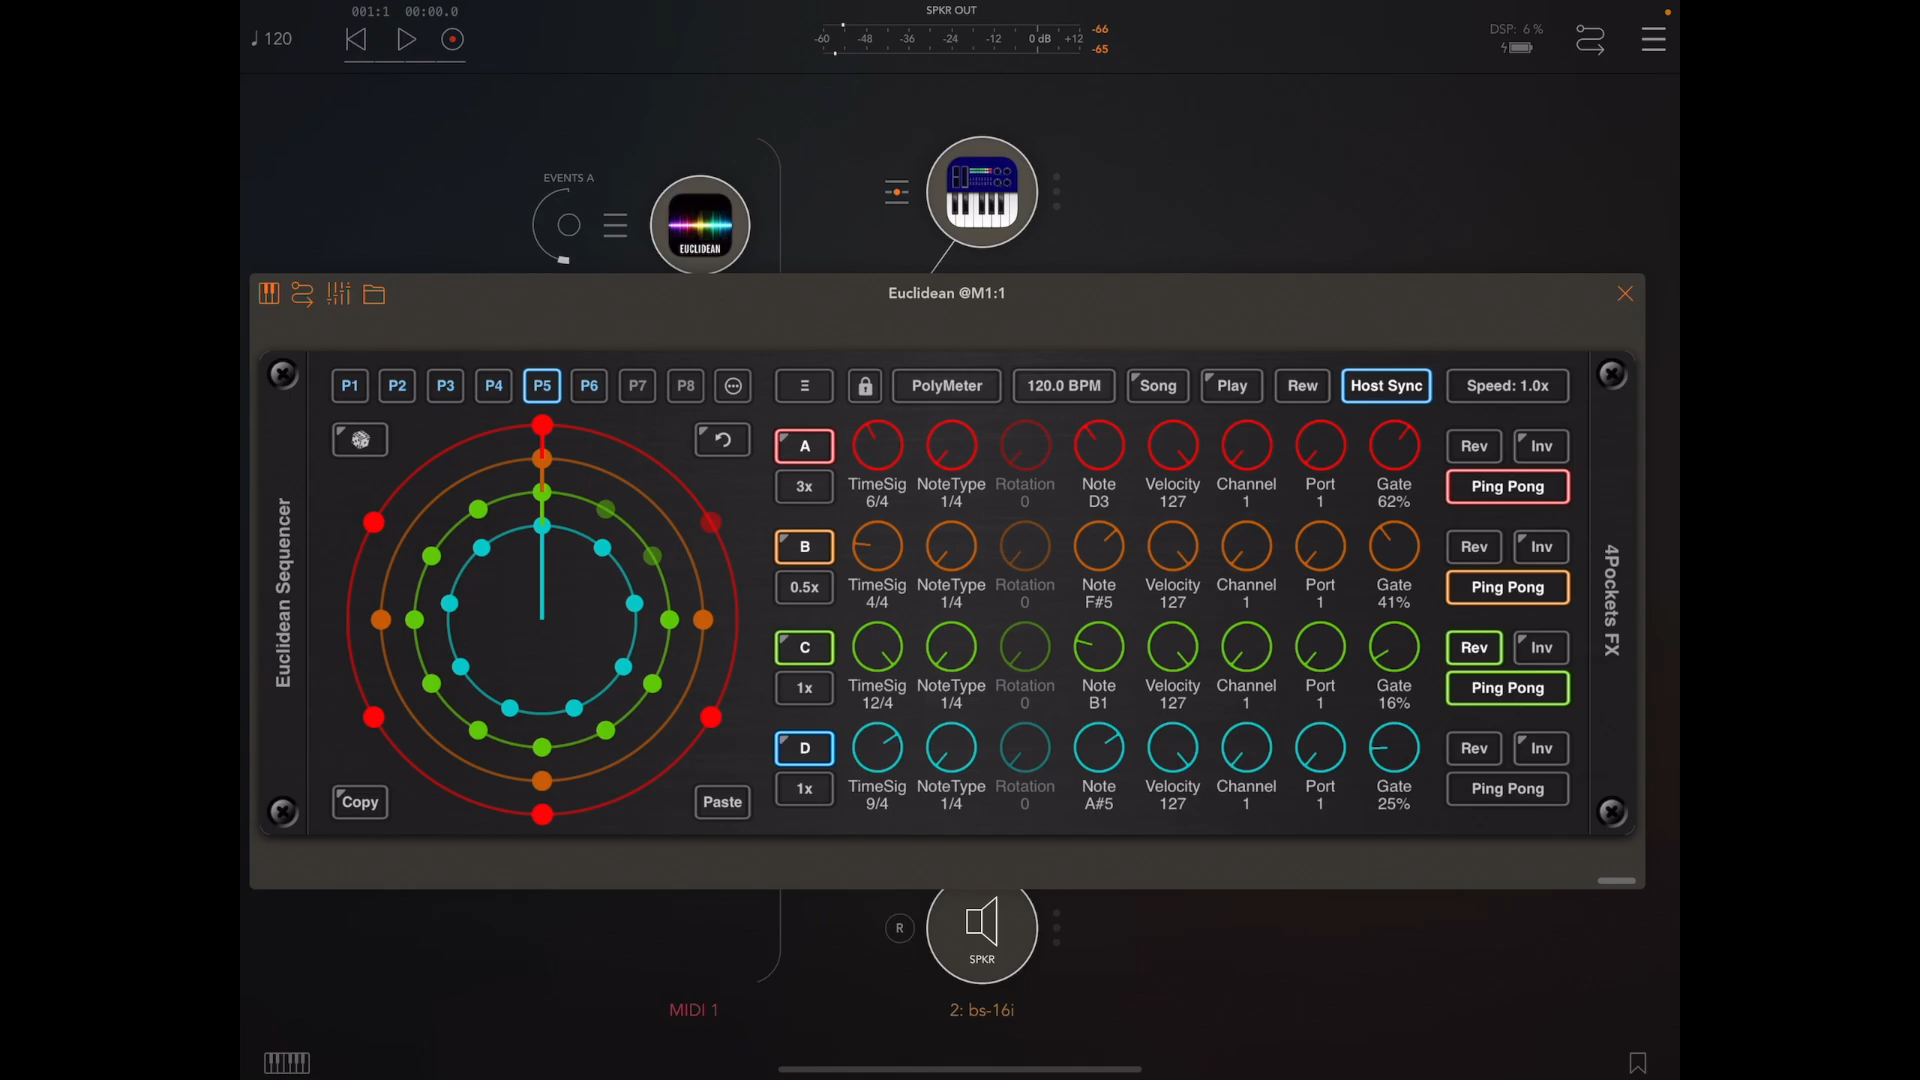 001:1 00:00.0
120
SPKR OUT
-60 -48 -36 -24 -12 0 dB +12
-66
-65
DSP: 6 %
EVENTS A
EUCLIDEAN
Euclidean @M1:1
P1 P2 P3 P4 P5 P6 P7 P8
PolyMeter 120.0 BPM Song Play Rew Host Sync Speed: 1.0x
Euclidean Sequencer
4Pockets FX
A
3x
TimeSig NoteType Rotation Note Velocity Channel Port Gate
6/4 1/4 0 D3 127 1 1 62%
Rev Inv
Ping Pong
B
0.5x
TimeSig NoteType Rotation Note Velocity Channel Port Gate
4/4 1/4 0 F#5 127 1 1 41%
Rev Inv
Ping Pong
C
1x
TimeSig NoteType Rotation Note Velocity Channel Port Gate
12/4 1/4 0 B1 127 1 1 16%
Rev Inv
Ping Pong
D
1x
TimeSig NoteType Rotation Note Velocity Channel Port Gate
9/4 1/4 0 A#5 127 1 1 25%
Rev Inv
Ping Pong
Copy
Paste
R
SPKR
MIDI 1
2: bs-16i